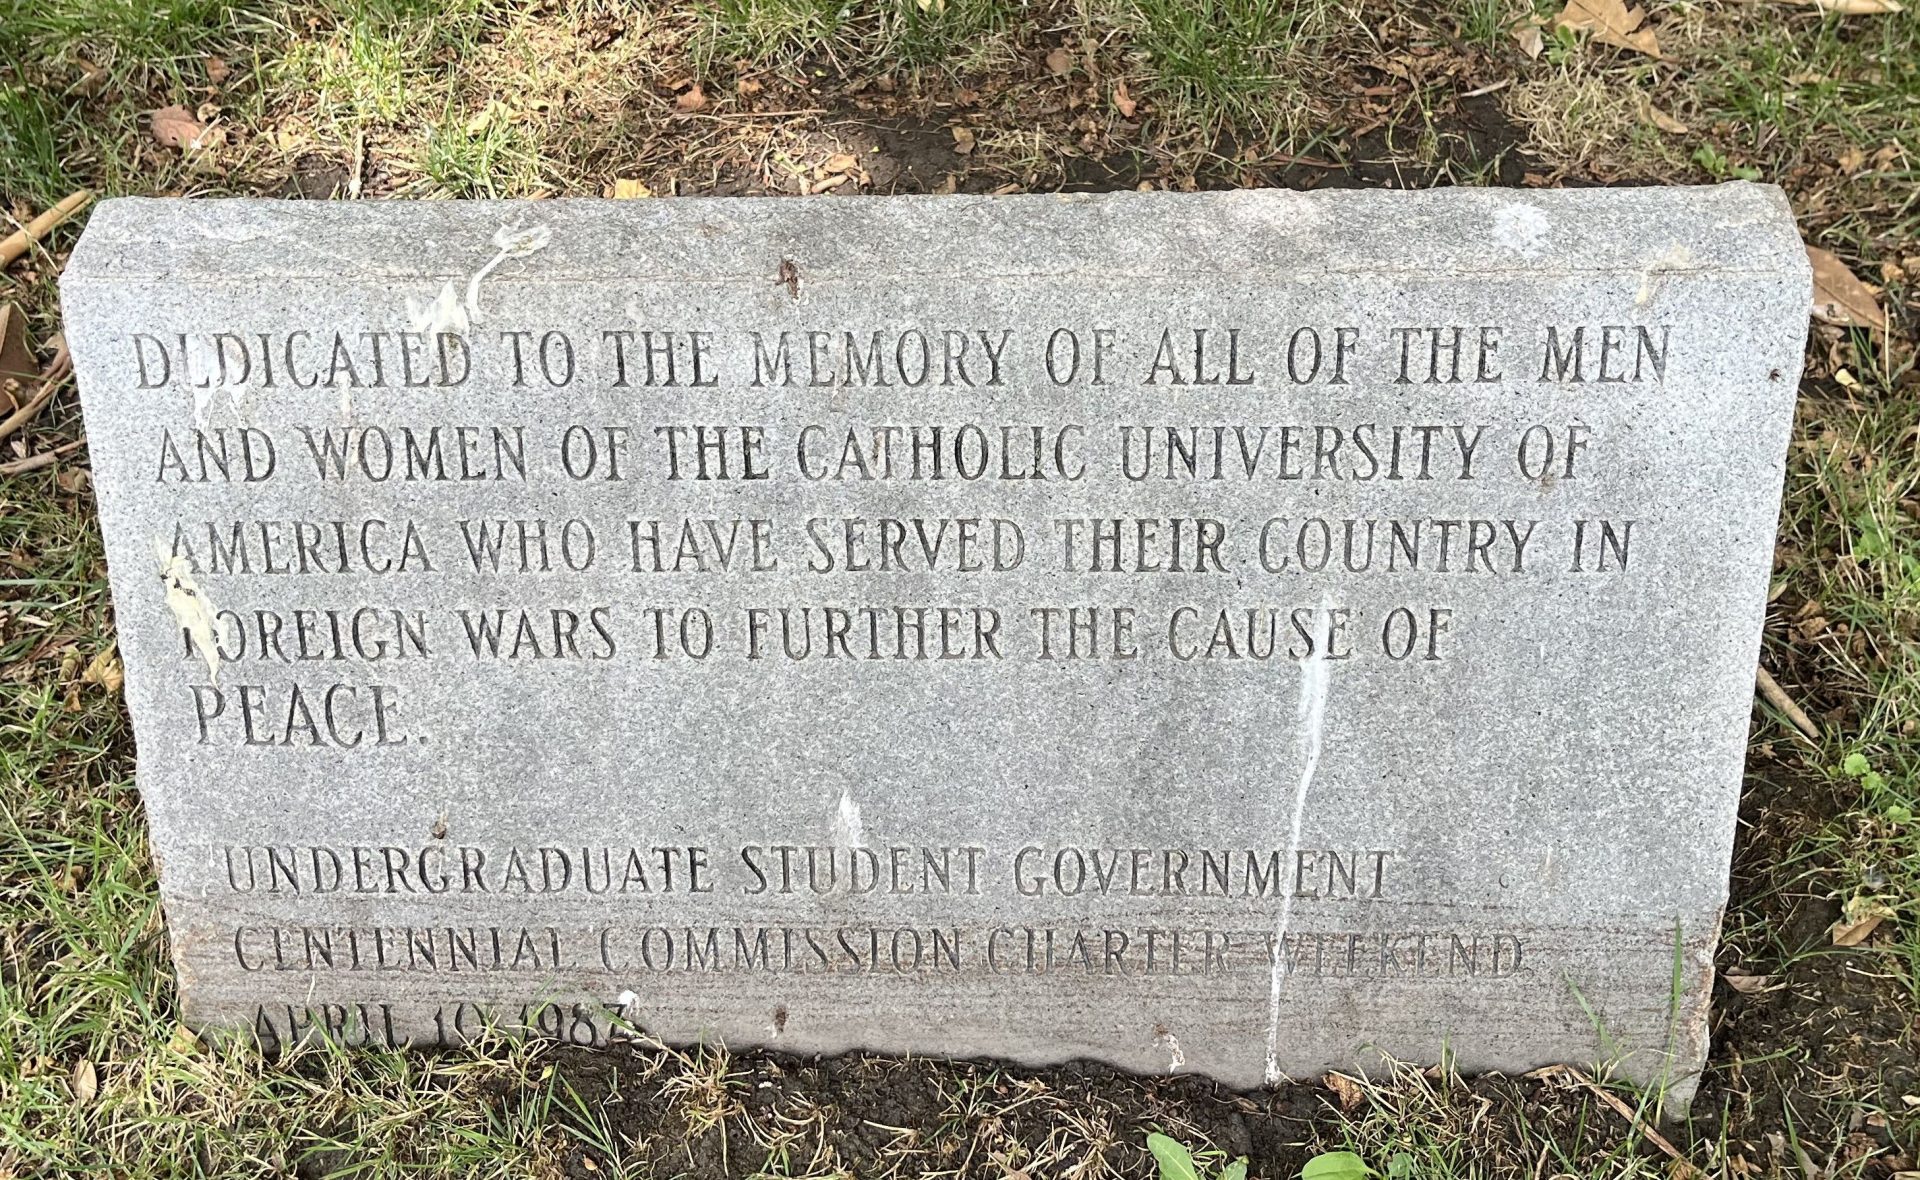 DEDICATED TO THE MEMORY OF ALL OF THE MEN
AND WOMEN OF THE CATHOLIC UNIVERSITY OF
AMERICA WHO HAVE SERVED THEIR COUNTRY IN
FOREIGN WARS TO FURTHER THE CAUSE OF
PEACE.
UNDERGRADUATE STUDENT GOVERNMENT
CENTENNIAL COMMISSION CHARTER WEEKEND
APRIL 10, 1987